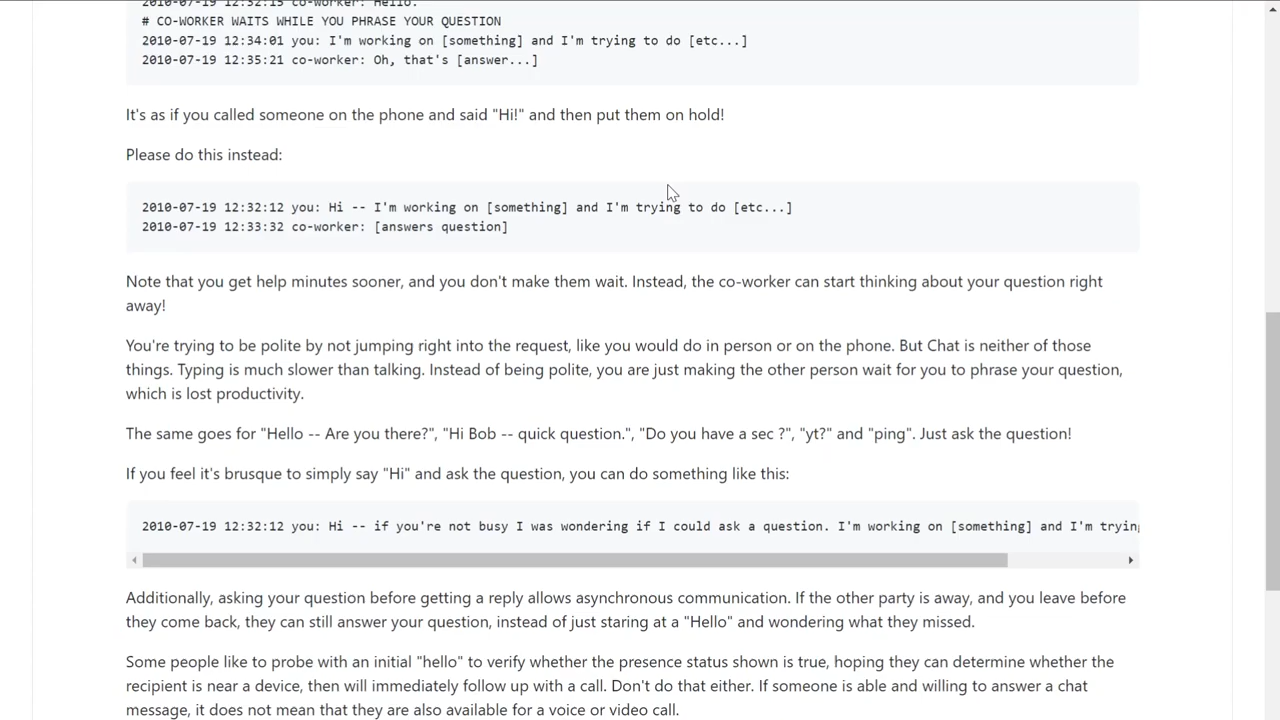 2010-07-19 12:32:15 co-worker: Hello.
# CO-WORKER WAITS WHILE YOU PHRASE YOUR QUESTION
2010-07-19 12:34:01 you: I'm working on [something] and I'm trying to do [etc...]
2010-07-19 12:35:21 co-worker: Oh, that's [answer...]
It's as if you called someone on the phone and said "Hi!" and then put them on hold!
Please do this instead:
2010-07-19 12:32:12 you: Hi -- I'm working on [something] and I'm trying to do [etc...]
2010-07-19 12:33:32 co-worker: [answers question]
Note that you get help minutes sooner, and you don't make them wait. Instead, the co-worker can start thinking about your question right
away!
You're trying to be polite by not jumping right into the request, like you would do in person or on the phone. But Chat is neither of those
things. Typing is much slower than talking. Instead of being polite, you are just making the other person wait for you to phrase your question,
which is lost productivity.
The same goes for "Hello -- Are you there?", "Hi Bob -- quick question.", "Do you have a sec ?", "yt?" and "ping". Just ask the question!
If you feel it's brusque to simply say "Hi" and ask the question, you can do something like this:
2010-07-19 12:32:12 you: Hi -- if you're not busy I was wondering if I could ask a question. I'm working on [something] and I'm tryin
Additionally, asking your question before getting a reply allows asynchronous communication. If the other party is away, and you leave before
they come back, they can still answer your question, instead of just staring at a "Hello" and wondering what they missed.
Some people like to probe with an initial "hello" to verify whether the presence status shown is true, hoping they can determine whether the
recipient is near a device, then will immediately follow up with a call. Don't do that either. If someone is able and willing to answer a chat
message, it does not mean that they are also available for a voice or video call.